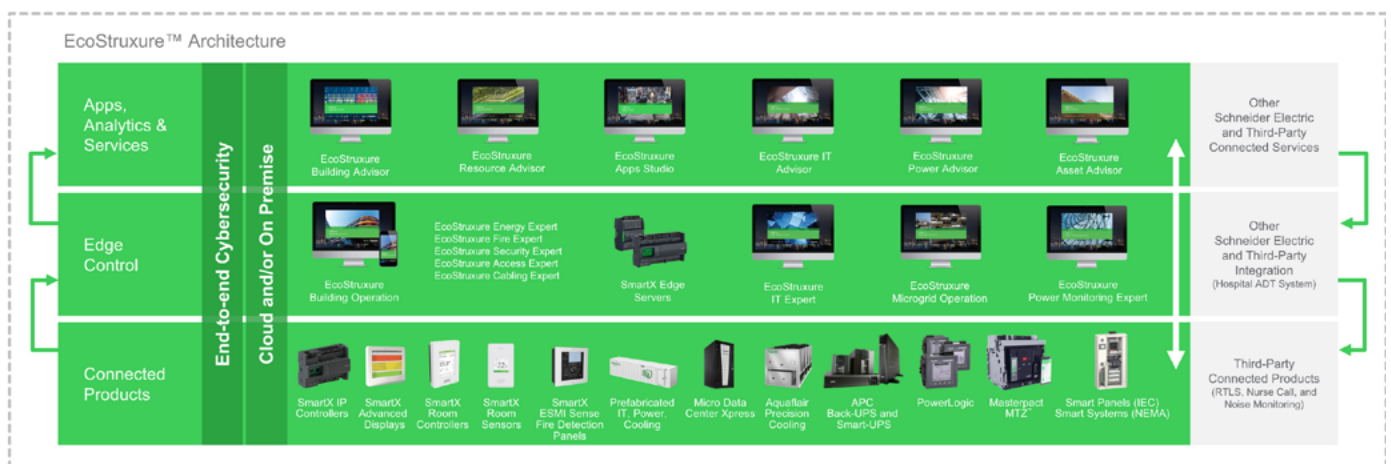 EcoStruxure™ Architecture
Apps,
Analytics &
Services
End-to-end Cybersecurity
Cloud and/or On Premise
EcoStruxure
Building Advisor
EcoStruxure
Resource Advisor
EcoStruxure
Apps Studio
EcoStruxure IT
Advisor
EcoStruxure
Power Advisor
EcoStruxure
Asset Advisor
Other
Schneider Electric
and Third-Party
Connected Services
Edge
Control
EcoStruxure
Building Operation
EcoStruxure Energy Expert
EcoStruxure Fire Expert
EcoStruxure Security Expert
EcoStruxure Access Expert
EcoStruxure Cabling Expert
SmartX Edge
Servers
EcoStruxure
IT Expert
EcoStruxure
Microgrid Operation
EcoStruxure
Power Monitoring Expert
Other
Schneider Electric
and Third-Party
Integration
(Hospital ADT System)
Connected
Products
SmartX IP
Controllers
SmartX
Advanced
Displays
SmartX
Room
Controllers
SmartX
Room
Sensors
SmartX
ESMI Sense
Fire Detection
Panels
Prefabricated
IT, Power,
Cooling
Micro Data
Center Xpress
Aquaflair
Precision
Cooling
APC
Back-UPS and
Smart-UPS
PowerLogic
Masterpact
MTZ
Smart Panels (IEC)
Smart Systems (NEMA)
Third-Party
Connected Products
(RTLS, Nurse Call, and
Noise Monitoring)